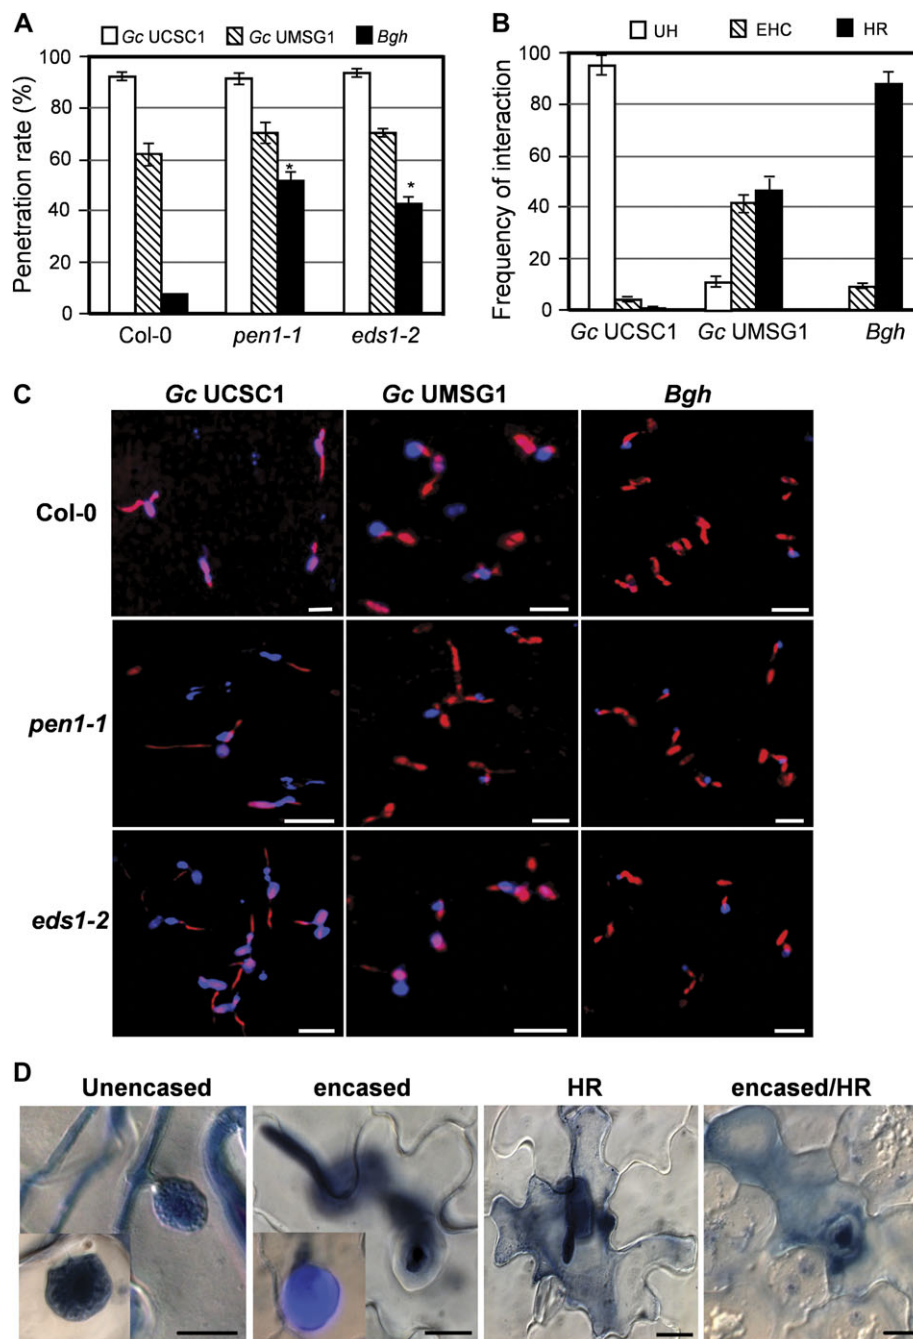 A
Gc UCSC1 Gc UMSG1 Bgh
Penetration rate (%)
100
80
60
40
20
0
*
*
Col-0 pen1-1 eds1-2
B
UH EHC HR
Frequency of interaction
100
80
60
40
20
0
Gc UCSC1 Gc UMSG1 Bgh
C
Gc UCSC1 Gc UMSG1 Bgh
Col-0
pen1-1
eds1-2
D
Unencased encased HR encased/HR